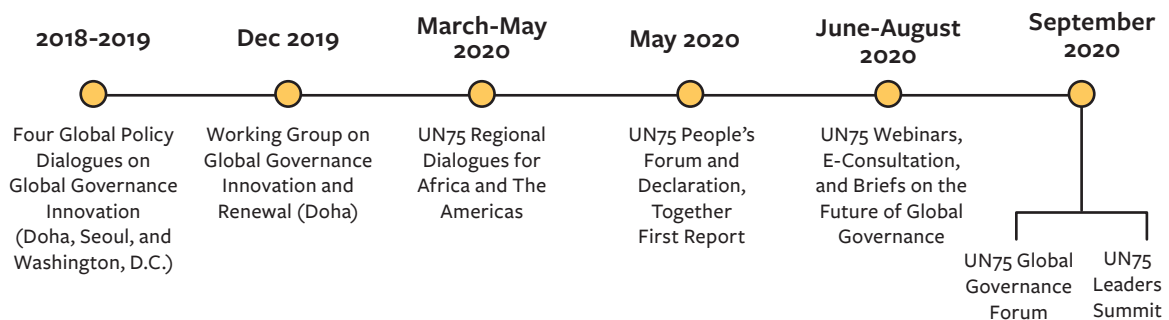 2018-2019
Four Global Policy
Dialogues on
Global Governance
Innovation
(Doha, Seoul, and
Washington, D.C.)
Dec 2019
Working Group on
Global Governance
Innovation and
Renewal (Doha)
March-May
2020
UN75 Regional
Dialogues for
Africa and The
Americas
May 2020
UN75 People’s
Forum and
Declaration,
Together
First Report
June-August
2020
UN75 Webinars,
E-Consultation,
and Briefs on the
Future of Global
Governance
September
2020
UN75 Global
Governance
Forum
UN75
Leaders
Summit